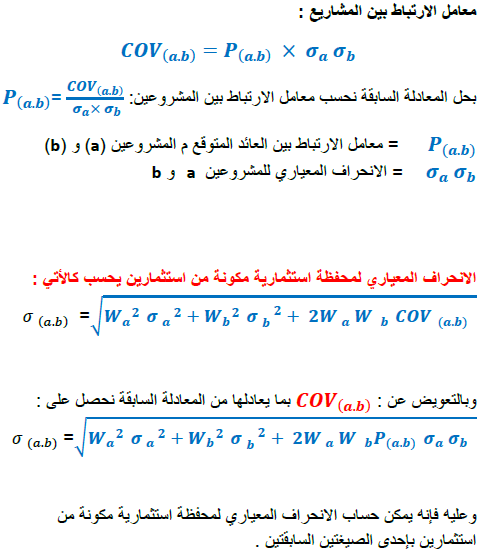 معامل الارتباط بين المشاريع :
COV(a.b) = P(a.b) × σa σb
بحل المعادلة السابقة نحسب معامل الارتباط بين المشروعين: P(a.b)= COV(a.b) / σa× σb
P(a.b) = معامل الارتباط بين العائد المتوقع م المشروعين (a) و (b)
σa σb = الانحراف المعياري للمشروعين a و b
الانحراف المعياري لمحفظة استثمارية مكونة من استثمارين يحسب كالأتي :
σ (a.b) = √(Wa² σa² + Wb² σb² + 2Wa Wb COV (a.b))
وبالتعويض عن : COV(a.b) بما يعادلها من المعادلة السابقة نحصل على :
σ (a.b) = √(Wa² σa² + Wb² σb² + 2Wa Wb P(a.b) σa σb)
وعليه فإنه يمكن حساب الانحراف المعياري لمحفظة استثمارية مكونة من
استثمارين بإحدى الصيغتين السابقتين .